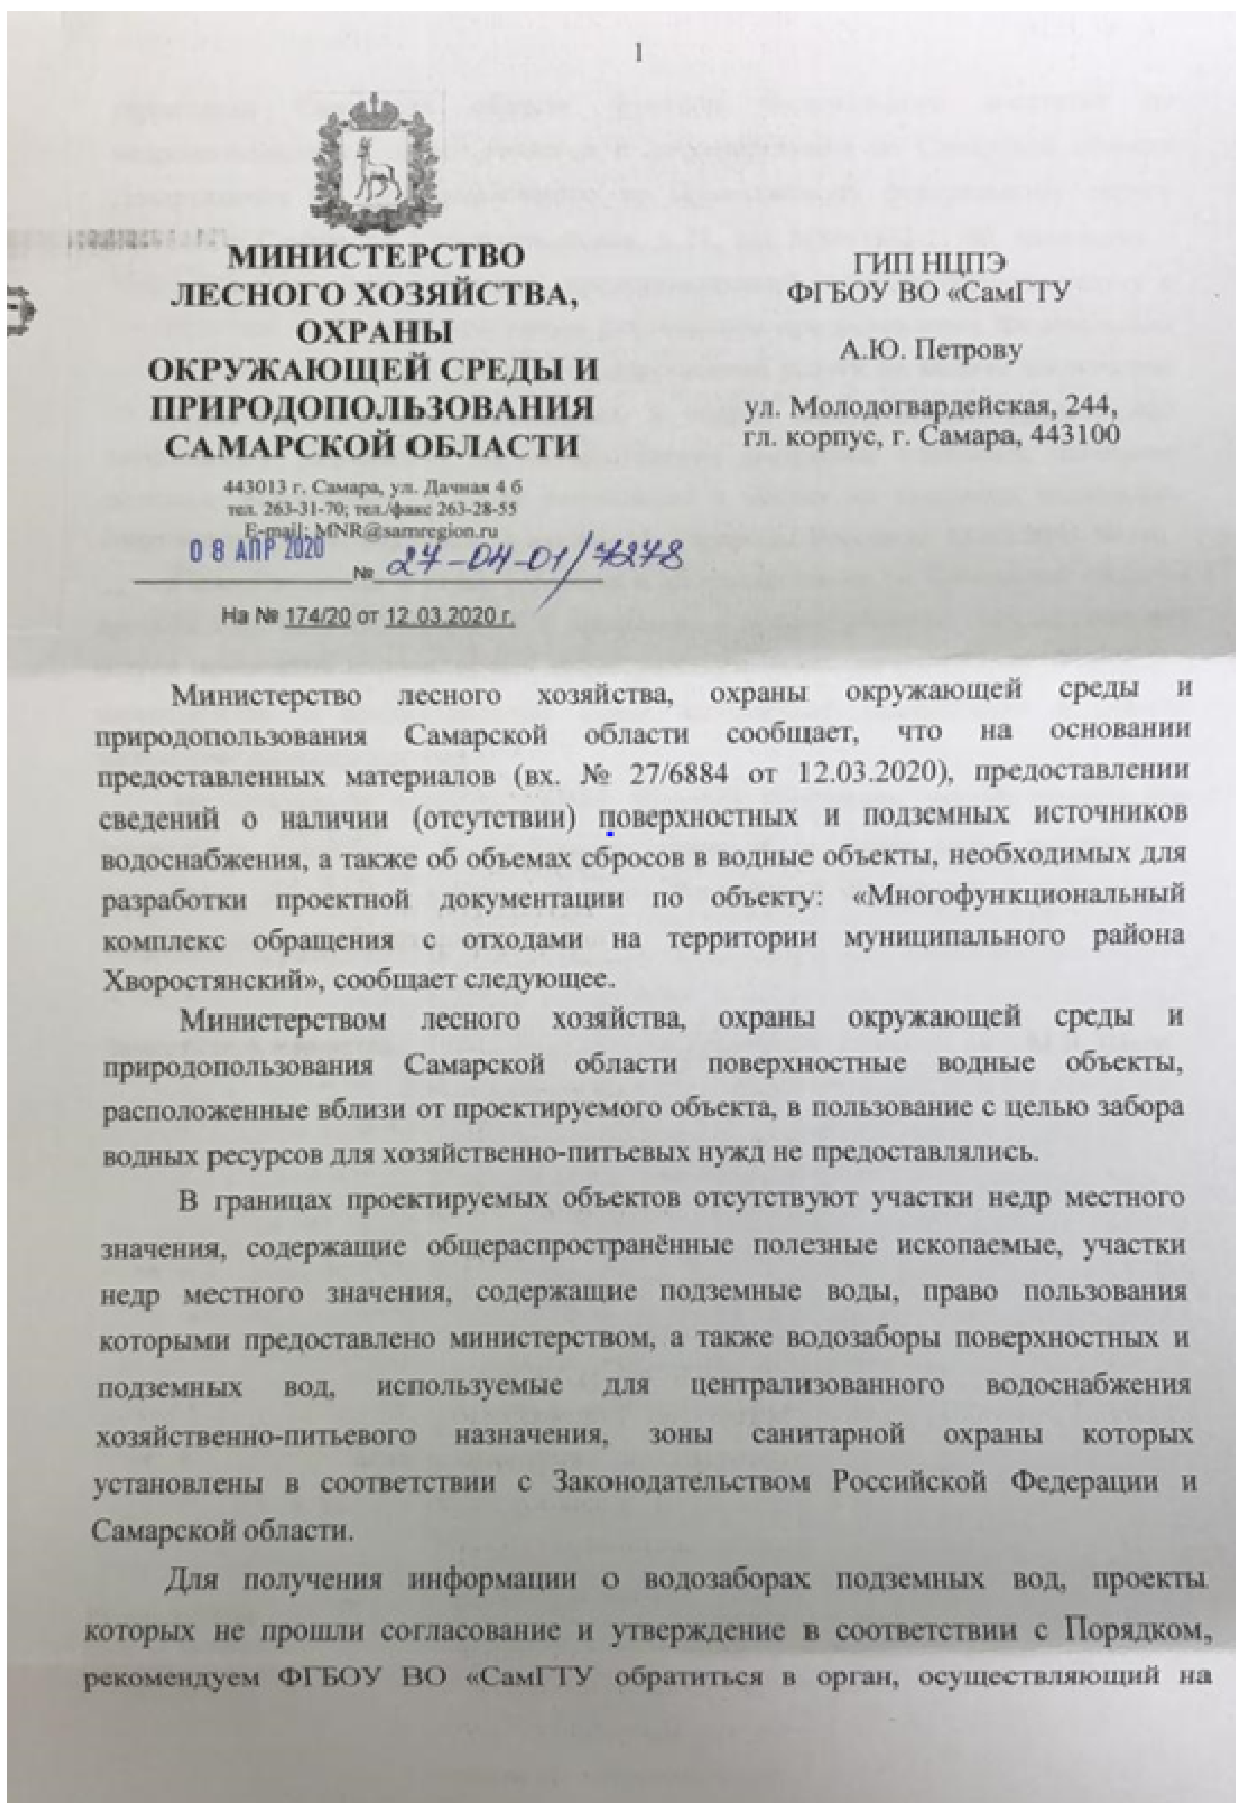 1
МИНИСТЕРСТВО
ЛЕСНОГО ХОЗЯЙСТВА,
ОХРАНЫ
ОКРУЖАЮЩЕЙ СРЕДЫ И
ПРИРОДОПОЛЬЗОВАНИЯ
САМАРСКОЙ ОБЛАСТИ
443013 г. Самара, ул. Дачная 4 б
тел. 263-31-70; тел./факс 263-28-55
E-mail: MNR@samregion.ru
08 АПР 2020 № 27-04-01/7278
На № 174/20 от 12.03.2020 г.
ГИП НЦПЭ
ФГБОУ ВО «СамГТУ
А.Ю. Петрову
ул. Молодогвардейская, 244,
гл. корпус, г. Самара, 443100
Министерство лесного хозяйства, охраны окружающей среды и
природопользования Самарской области сообщает, что на основании
предоставленных материалов (вх. № 27/6884 от 12.03.2020), предоставлении
сведений о наличии (отсутствии) поверхностных и подземных источников
водоснабжения, а также об объемах сбросов в водные объекты, необходимых для
разработки проектной документации по объекту: «Многофункциональный
комплекс обращения с отходами на территории муниципального района
Хворостянский», сообщает следующее.
Министерством лесного хозяйства, охраны окружающей среды и
природопользования Самарской области поверхностные водные объекты,
расположенные вблизи от проектируемого объекта, в пользование с целью забора
водных ресурсов для хозяйственно-питьевых нужд не предоставлялись.
В границах проектируемых объектов отсутствуют участки недр местного
значения, содержащие общераспространённые полезные ископаемые, участки
недр местного значения, содержащие подземные воды, право пользования
которыми предоставлено министерством, а также водозаборы поверхностных и
подземных вод, используемые для централизованного водоснабжения
хозяйственно-питьевого назначения, зоны санитарной охраны которых
установлены в соответствии с Законодательством Российской Федерации и
Самарской области.
Для получения информации о водозаборах подземных вод, проекты
которых не прошли согласование и утверждение в соответствии с Порядком,
рекомендуем ФГБОУ ВО «СамГТУ обратиться в орган, осуществляющий на